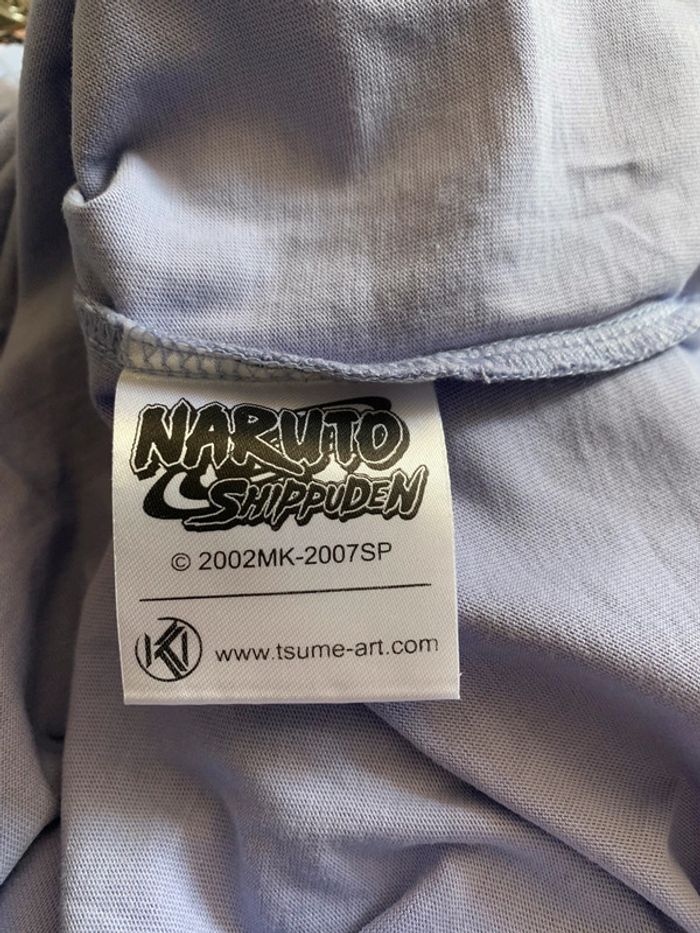 NARUTO
SHIPPUDEN
© 2002MK-2007SP
www.tsume-art.com